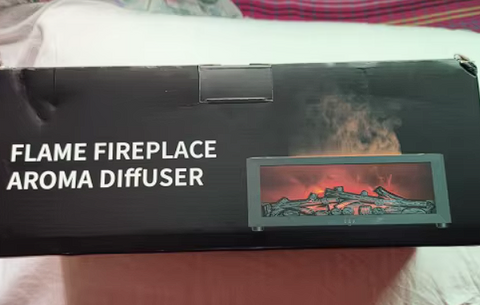 FLAME FIREPLACE
AROMA DIffUSER